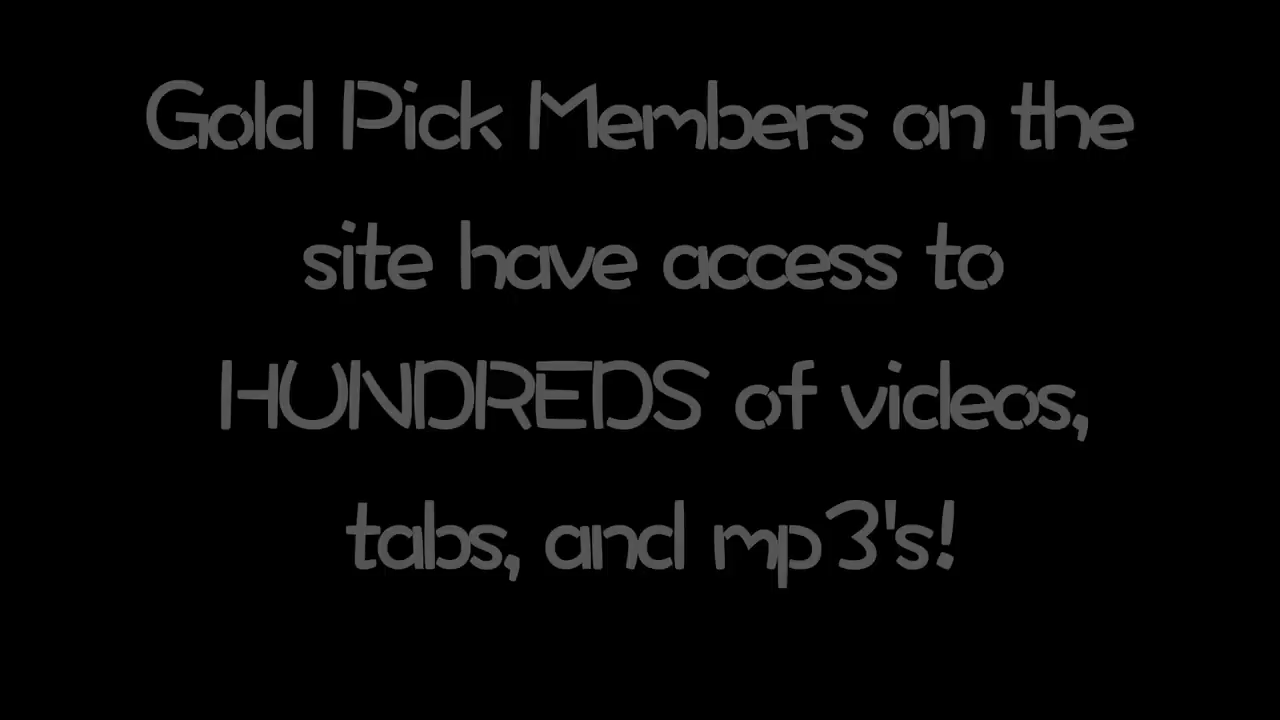 Gold Pick Members on the
site have access to
HUNDREDS of videos,
tabs, and mp3's!